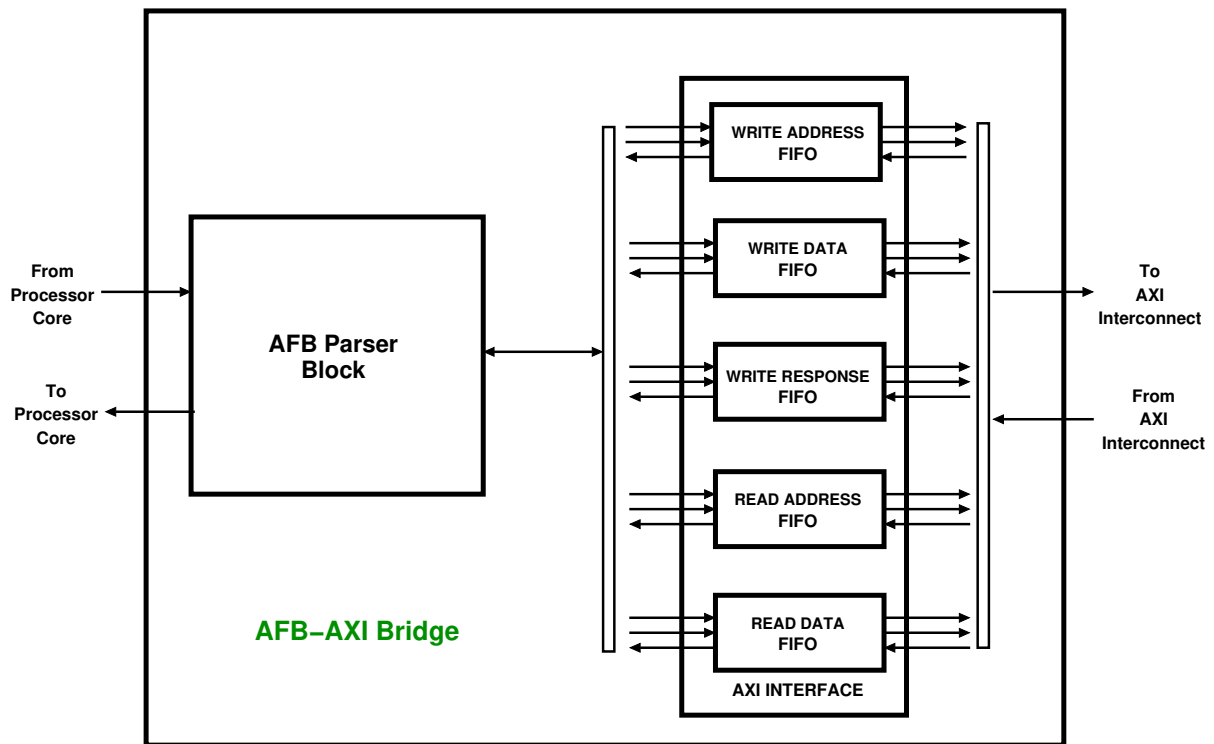 From
Processor
Core
To
Processor
Core
AFB Parser
Block
AFB–AXI Bridge
WRITE ADDRESS
FIFO
WRITE DATA
FIFO
WRITE RESPONSE
FIFO
READ ADDRESS
FIFO
READ DATA
FIFO
AXI INTERFACE
To
AXI
Interconnect
From
AXI
Interconnect